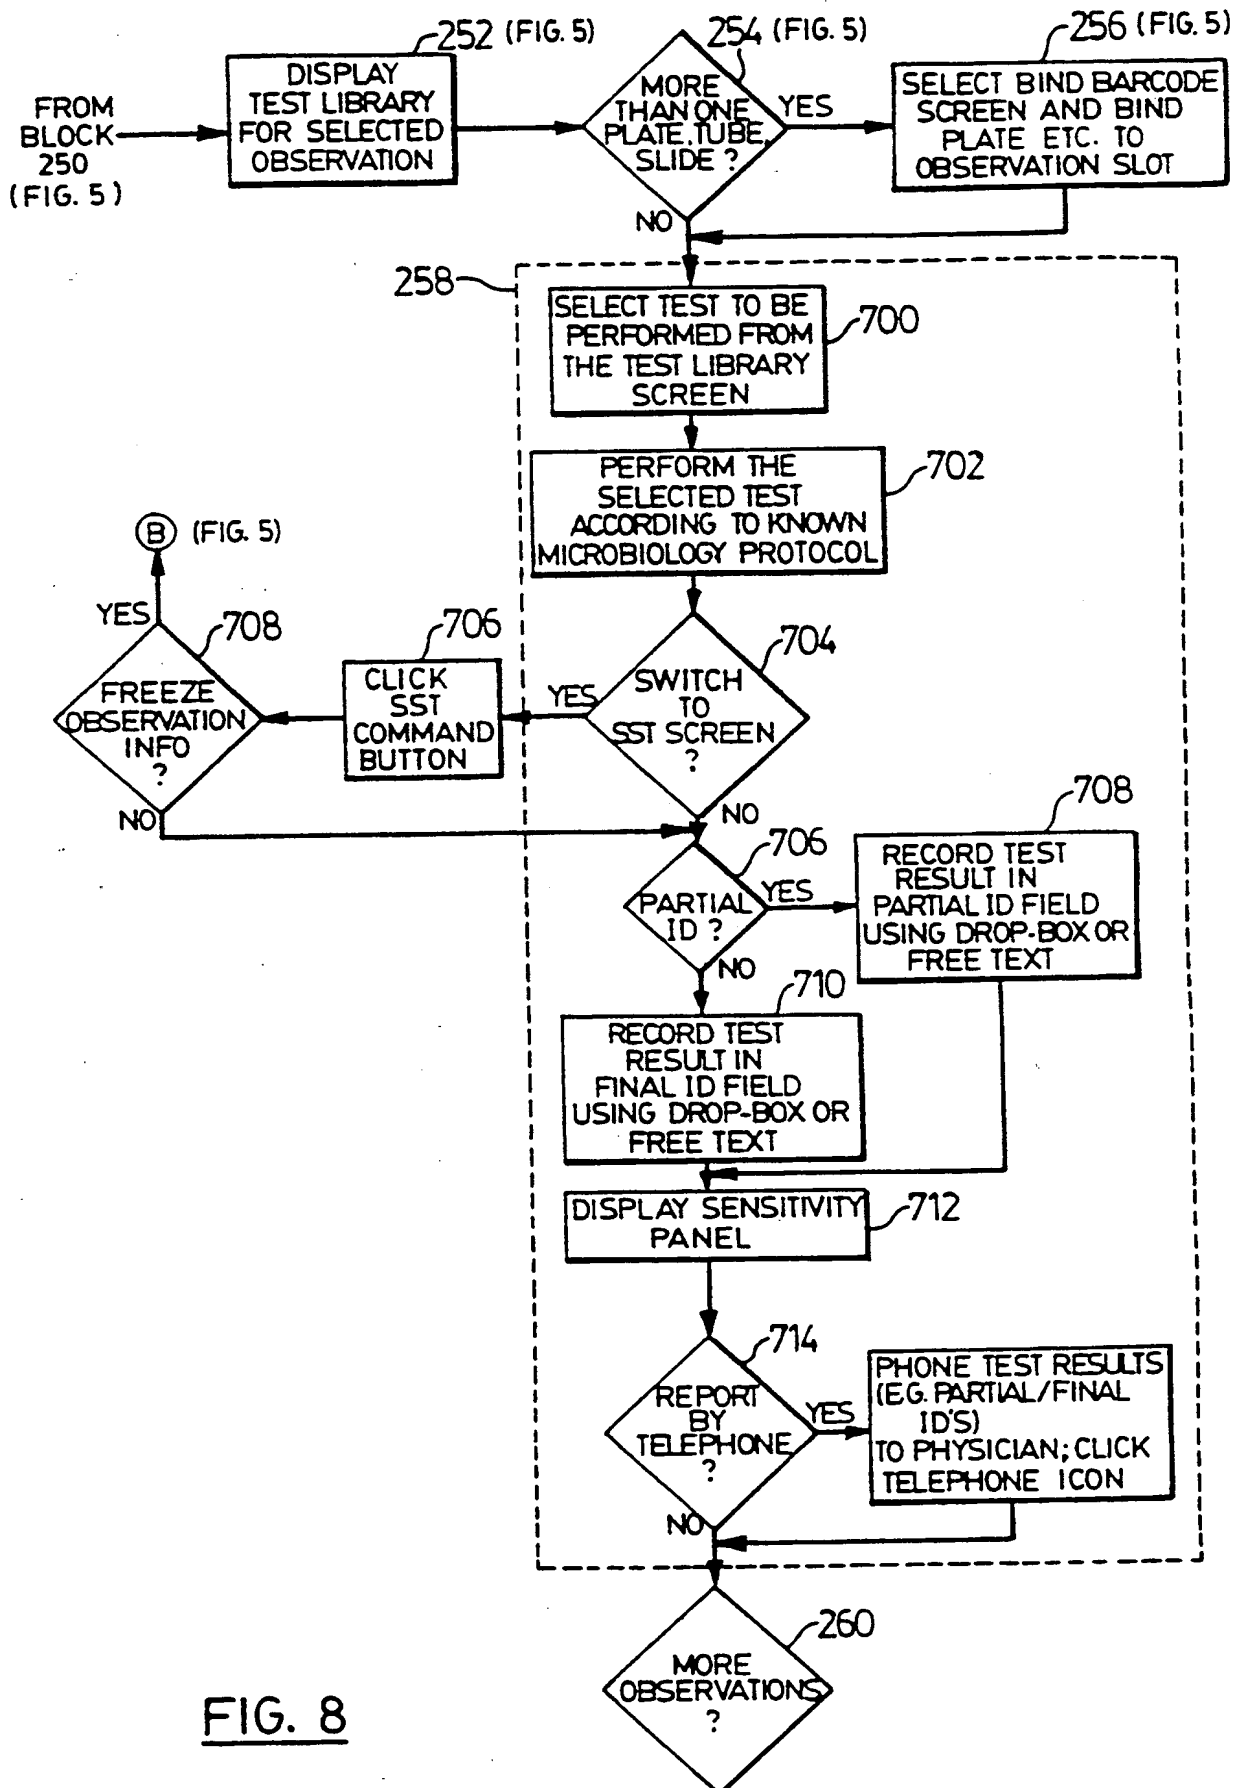 252 (FIG. 5)
254 (FIG. 5)
256 (FIG. 5)
FROM
BLOCK
250
(FIG. 5)
DISPLAY
TEST LIBRARY
FOR SELECTED
OBSERVATION
MORE
THAN ONE
PLATE, TUBE,
SLIDE ?
YES
SELECT BIND BARCODE
SCREEN AND BIND
PLATE ETC. TO
OBSERVATION SLOT
NO
258
SELECT TEST TO BE
PERFORMED FROM
THE TEST LIBRARY
SCREEN
700
PERFORM THE
SELECTED TEST
ACCORDING TO KNOWN
MICROBIOLOGY PROTOCOL
702
B (FIG. 5)
YES
708
FREEZE
OBSERVATION
INFO
?
NO
706
CLICK
SST
COMMAND
BUTTON
YES
704
SWITCH
TO
SST SCREEN
?
NO
706
PARTIAL
ID ?
YES
708
RECORD TEST
RESULT IN
PARTIAL ID FIELD
USING DROP-BOX OR
FREE TEXT
NO
710
RECORD TEST
RESULT IN
FINAL ID FIELD
USING DROP-BOX OR
FREE TEXT
DISPLAY SENSITIVITY
PANEL
712
714
REPORT
BY
TELEPHONE
?
YES
PHONE TEST RESULTS
(E.G. PARTIAL/FINAL
ID'S)
TO PHYSICIAN; CLICK
TELEPHONE ICON
NO
260
MORE
OBSERVATIONS
?
FIG. 8